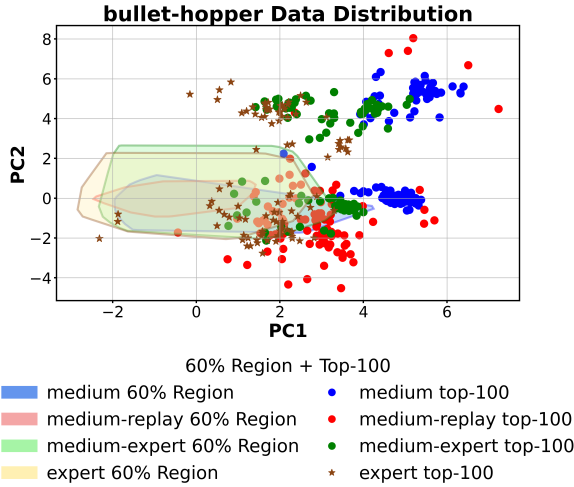 bullet-hopper Data Distribution
8
6
4
2
0
−2
−4
PC2
−2
0
2
4
6
PC1
60% Region + Top-100
medium 60% Region
medium top-100
medium-replay 60% Region
medium-replay top-100
medium-expert 60% Region
medium-expert top-100
expert 60% Region
expert top-100